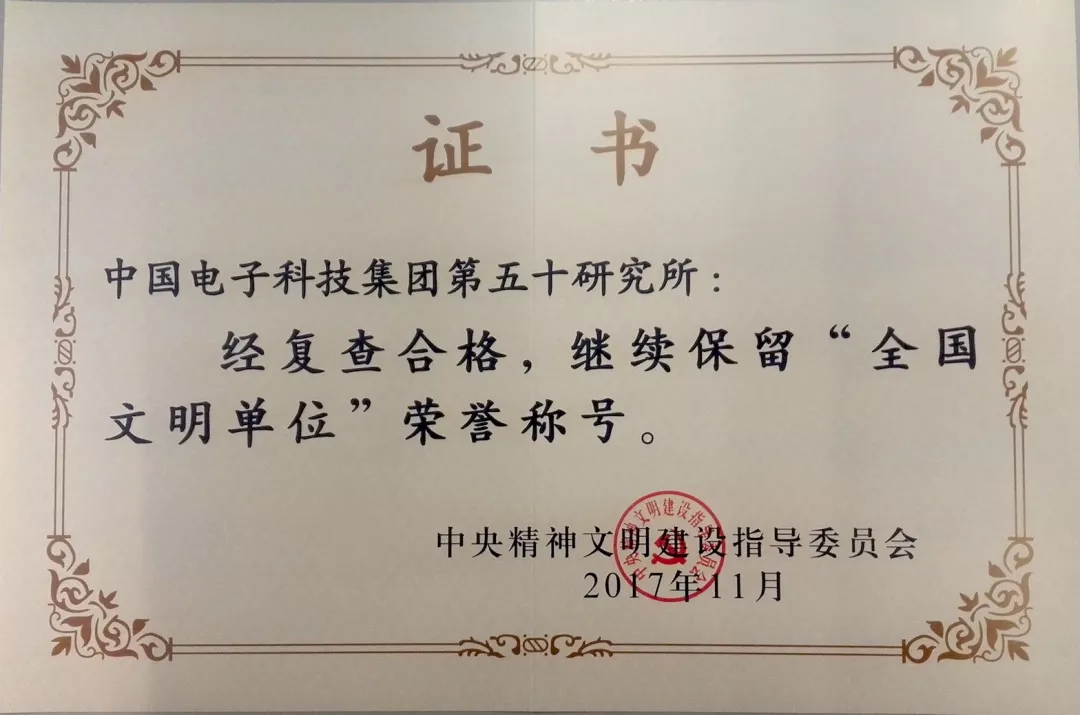 证 书
中国电子科技集团第五十研究所：
经复查合格，继续保留“全国
文明单位”荣誉称号。
中央精神文明建设指导委员会
2017年11月
中央精神文明建设指导委员会